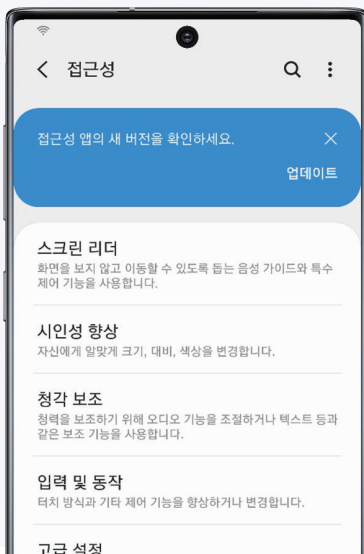 접근성
접근성 앱의 새 버전을 확인하세요.
업데이트
스크린 리더
화면을 보지 않고 이동할 수 있도록 돕는 음성 가이드와 특수
제어 기능을 사용합니다.
시인성 향상
자신에게 알맞게 크기, 대비, 색상을 변경합니다.
청각 보조
청력을 보조하기 위해 오디오 기능을 조절하거나 텍스트 등과
같은 보조 기능을 사용합니다.
입력 및 동작
터치 방식과 기타 제어 기능을 향상하거나 변경합니다.
고급 설정